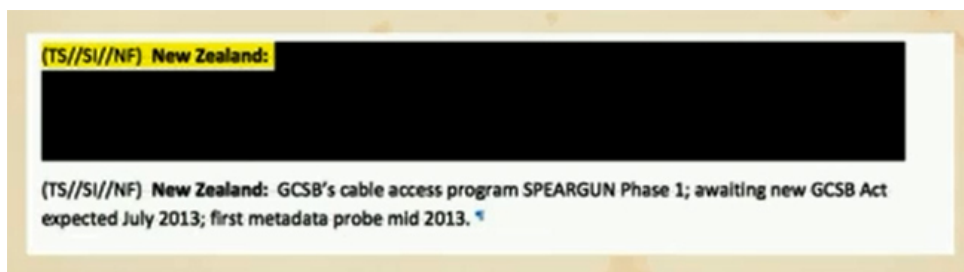 (TS//SI//NF) New Zealand:
(TS//SI//NF) New Zealand: GCSB's cable access program SPEARGUN Phase 1; awaiting new GCSB Act
expected July 2013; first metadata probe mid 2013. ¶